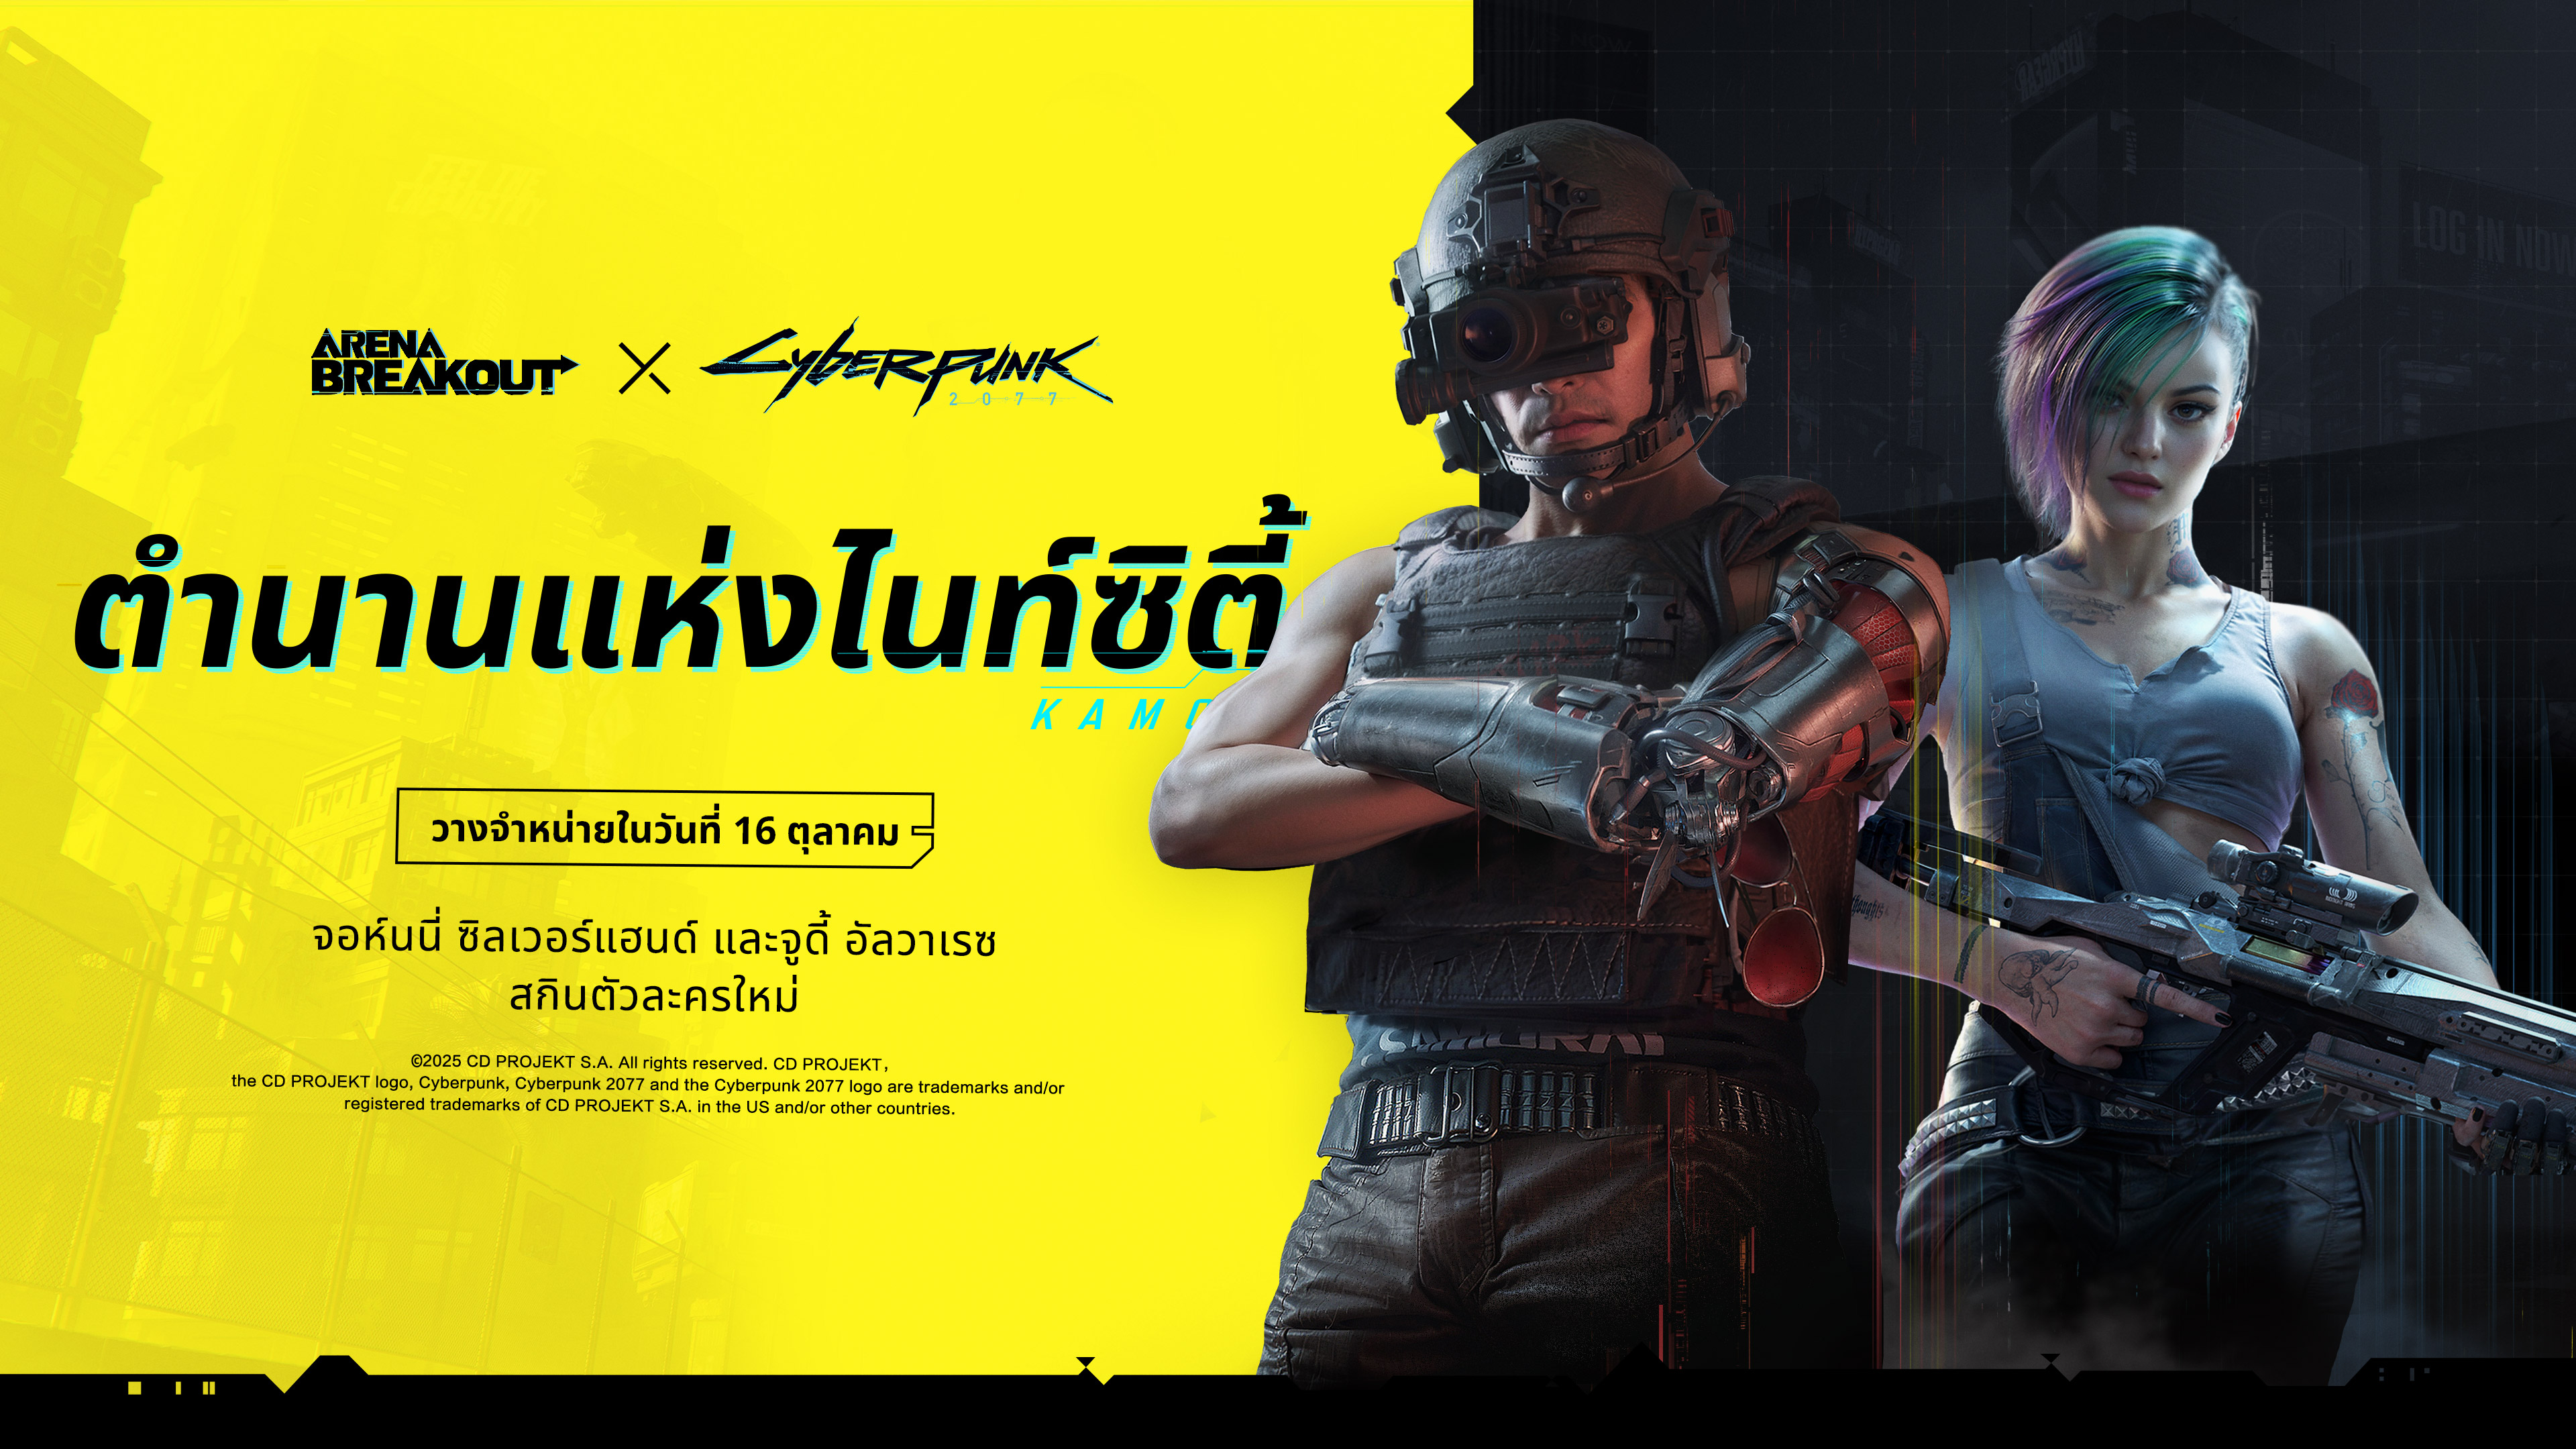 ARENA
BREAKOUT
CYBERPUNK
2077
ตำนานแห่งไนท์ซิตี้
วางจำหน่ายในวันที่ 16 ตุลาคม
จอห์นนี่ ซิลเวอร์แฮนด์ และจูดี้ อัลวาเรซ
สกินตัวละครใหม่
©2025 CD PROJEKT S.A. All rights reserved. CD PROJEKT,
the CD PROJEKT logo, Cyberpunk, Cyberpunk 2077 and the Cyberpunk 2077 logo are trademarks and/or
registered trademarks of CD PROJEKT S.A. in the US and/or other countries.
LOG IN NOW
SAMURAI